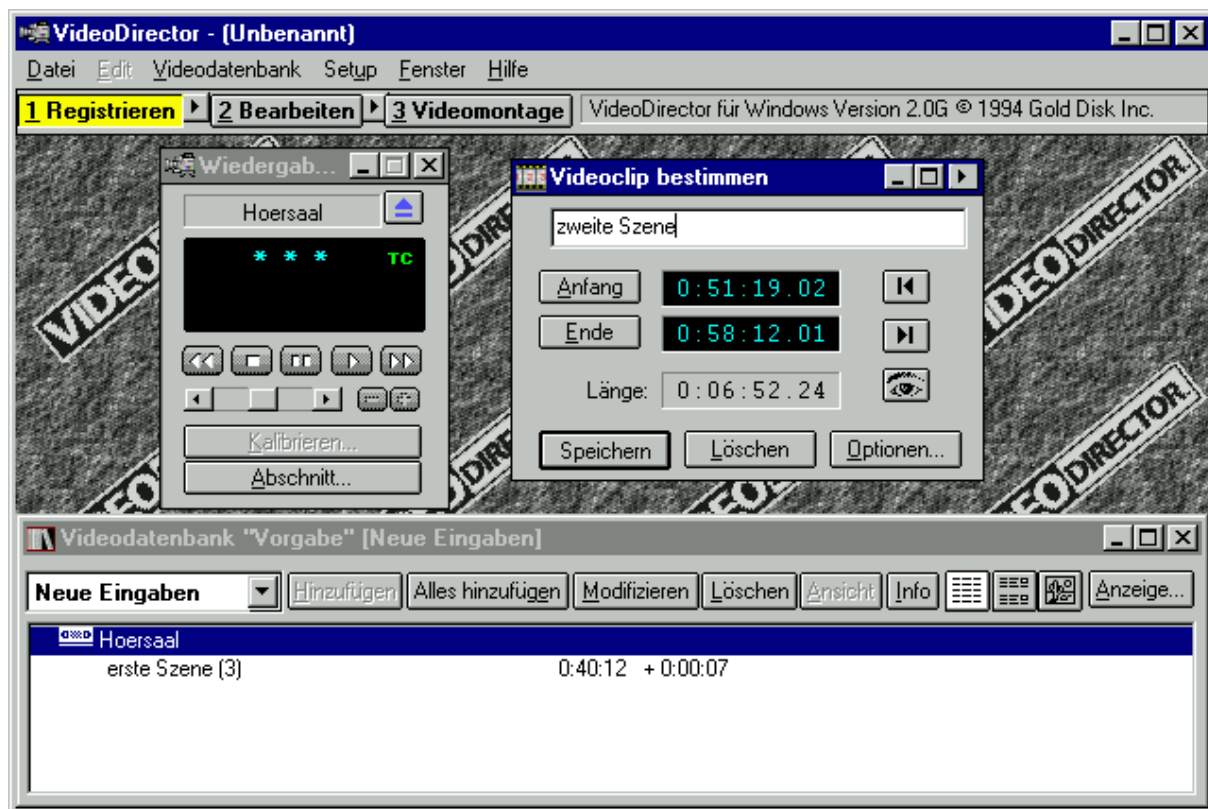 VideoDirector - (Unbenannt)
Datei Edit Videodatenbank Setup Fenster Hilfe
1 Registrieren 2 Bearbeiten 3 Videomontage VideoDirector für Windows Version 2.0G © 1994 Gold Disk Inc.
Wiedergab...
Hoersaal
* * * TC
Kalibrieren...
Abschnitt...
Videoclip bestimmen
zweite Szene
Anfang 0:51:19.02
Ende 0:58:12.01
Länge: 0:06:52.24
Speichern Löschen Optionen...
VIDEODIRECTOR
VIDEODIRECTOR
Videodatenbank "Vorgabe" [Neue Eingaben]
Neue Eingaben Hinzufügen Alles hinzufügen Modifizieren Löschen Ansicht Info Anzeige...
Hoersaal
erste Szene (3) 0:40:12 + 0:00:07